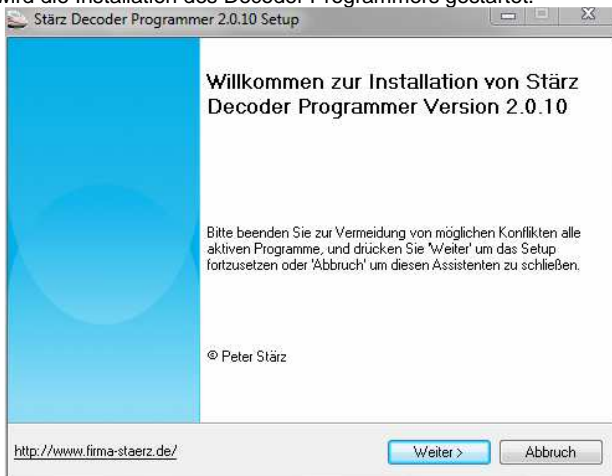 wird die Installation des Decoder Programmers gestartet.
Stärz Decoder Programmer 2.0.10 Setup
Willkommen zur Installation von Stärz
Decoder Programmer Version 2.0.10
Bitte beenden Sie zur Vermeidung von möglichen Konflikten alle
aktiven Programme, und drücken Sie 'Weiter' um das Setup
fortzusetzen oder 'Abbruch' um diesen Assistenten zu schließen.
© Peter Stärz
http://www.firma-staerz.de/
Weiter >
Abbruch